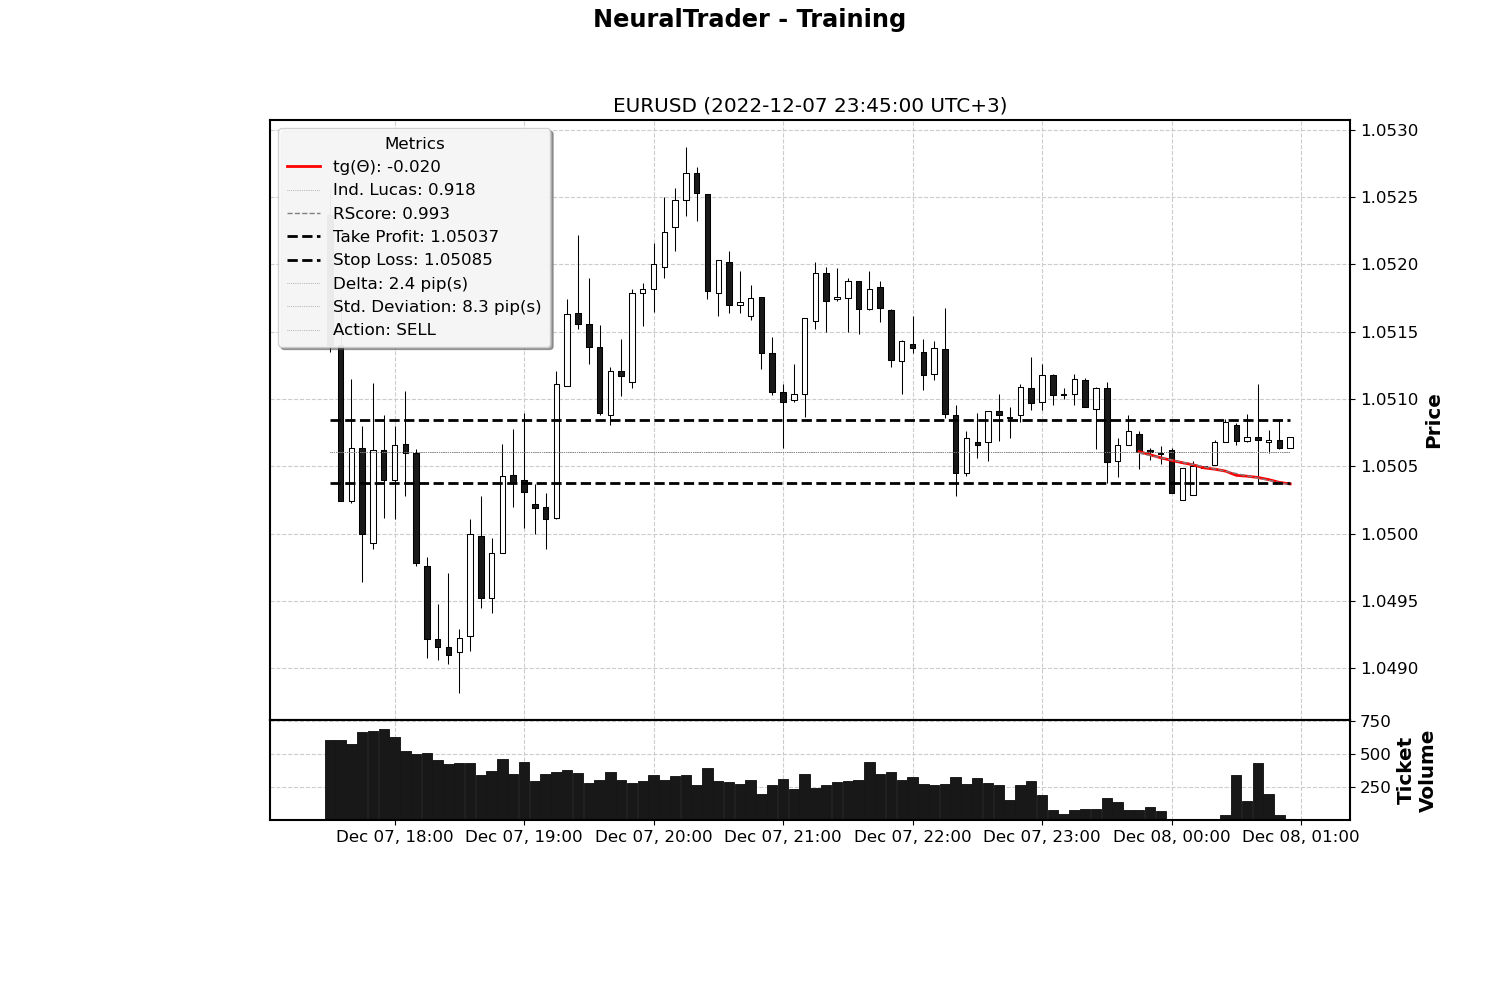 NeuralTrader - Training
EURUSD (2022-12-07 23:45:00 UTC+3)
Metrics
tg(Θ): -0.020
Ind. Lucas: 0.918
RScore: 0.993
Take Profit: 1.05037
Stop Loss: 1.05085
Delta: 2.4 pip(s)
Std. Deviation: 8.3 pip(s)
Action: SELL
1.0530
1.0525
1.0520
1.0515
1.0510
1.0505
1.0500
1.0495
1.0490
Price
750
500
250
Ticket
Volume
Dec 07, 18:00
Dec 07, 19:00
Dec 07, 20:00
Dec 07, 21:00
Dec 07, 22:00
Dec 07, 23:00
Dec 08, 00:00
Dec 08, 01:00